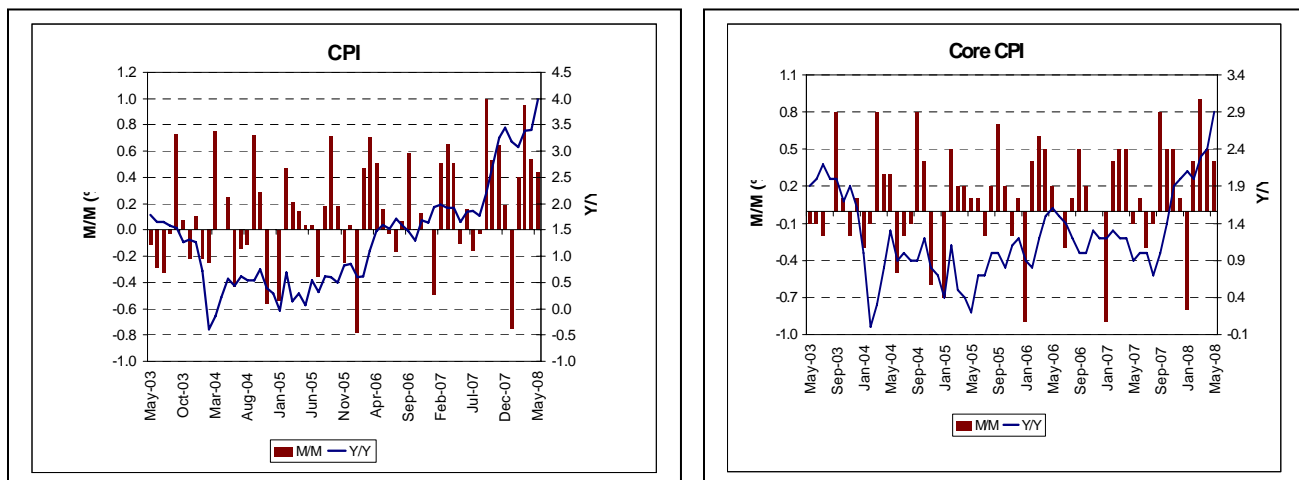 CPI
1.2
1.0
0.8
0.6
0.4
0.2
0.0
-0.2
-0.4
-0.6
-0.8
-1.0
4.5
4.0
3.5
3.0
2.5
2.0
1.5
1.0
0.5
0.0
-0.5
-1.0
M/M (%
Y/Y
May-03
Oct-03
Mar-04
Aug-04
Jan-05
Jun-05
Nov-05
Apr-06
Sep-06
Feb-07
Jul-07
Dec-07
May-08
M/M Y/Y
Core CPI
1.1
0.8
0.5
0.2
-0.1
-0.4
-0.7
-1.0
3.4
2.9
2.4
1.9
1.4
0.9
0.4
-0.1
M/M (%
Y/Y
May-03
Sep-03
Jan-04
May-04
Sep-04
Jan-05
May-05
Sep-05
Jan-06
May-06
Sep-06
Jan-07
May-07
Sep-07
Jan-08
May-08
M/M Y/Y